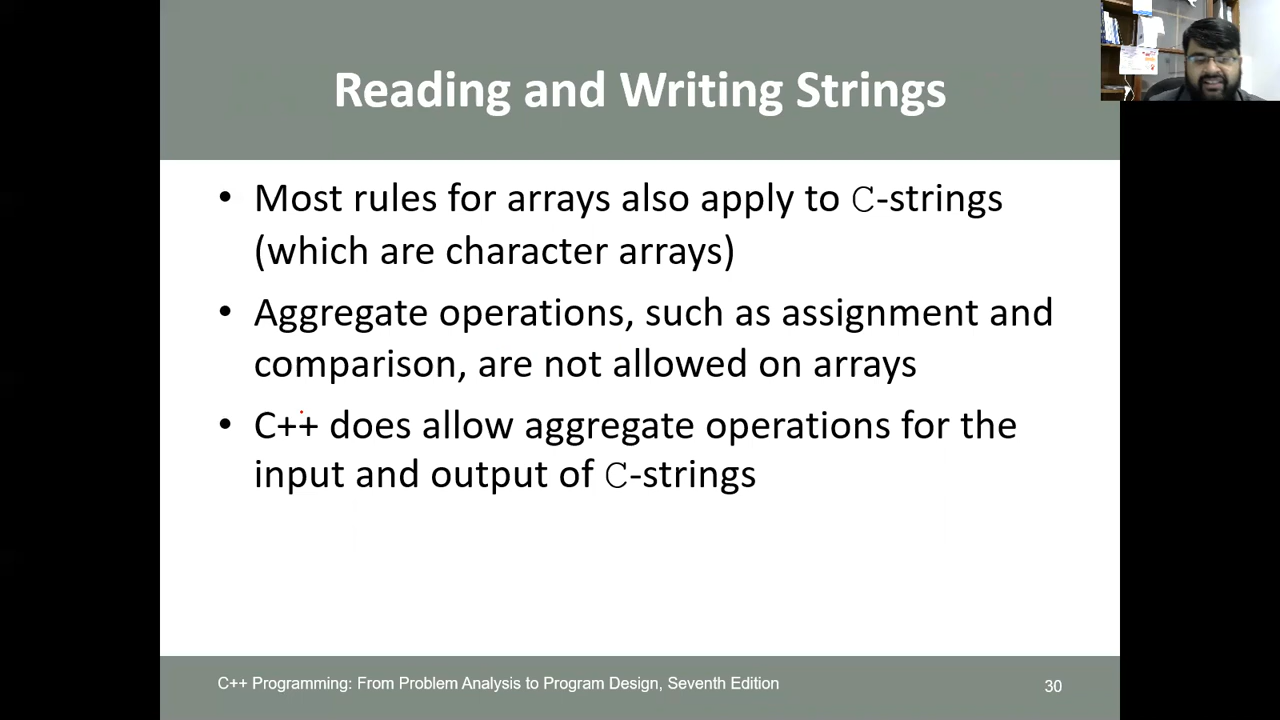 Reading and Writing Strings
• Most rules for arrays also apply to C-strings
(which are character arrays)
• Aggregate operations, such as assignment and
comparison, are not allowed on arrays
• C++ does allow aggregate operations for the
input and output of C-strings
C++ Programming: From Problem Analysis to Program Design, Seventh Edition
30